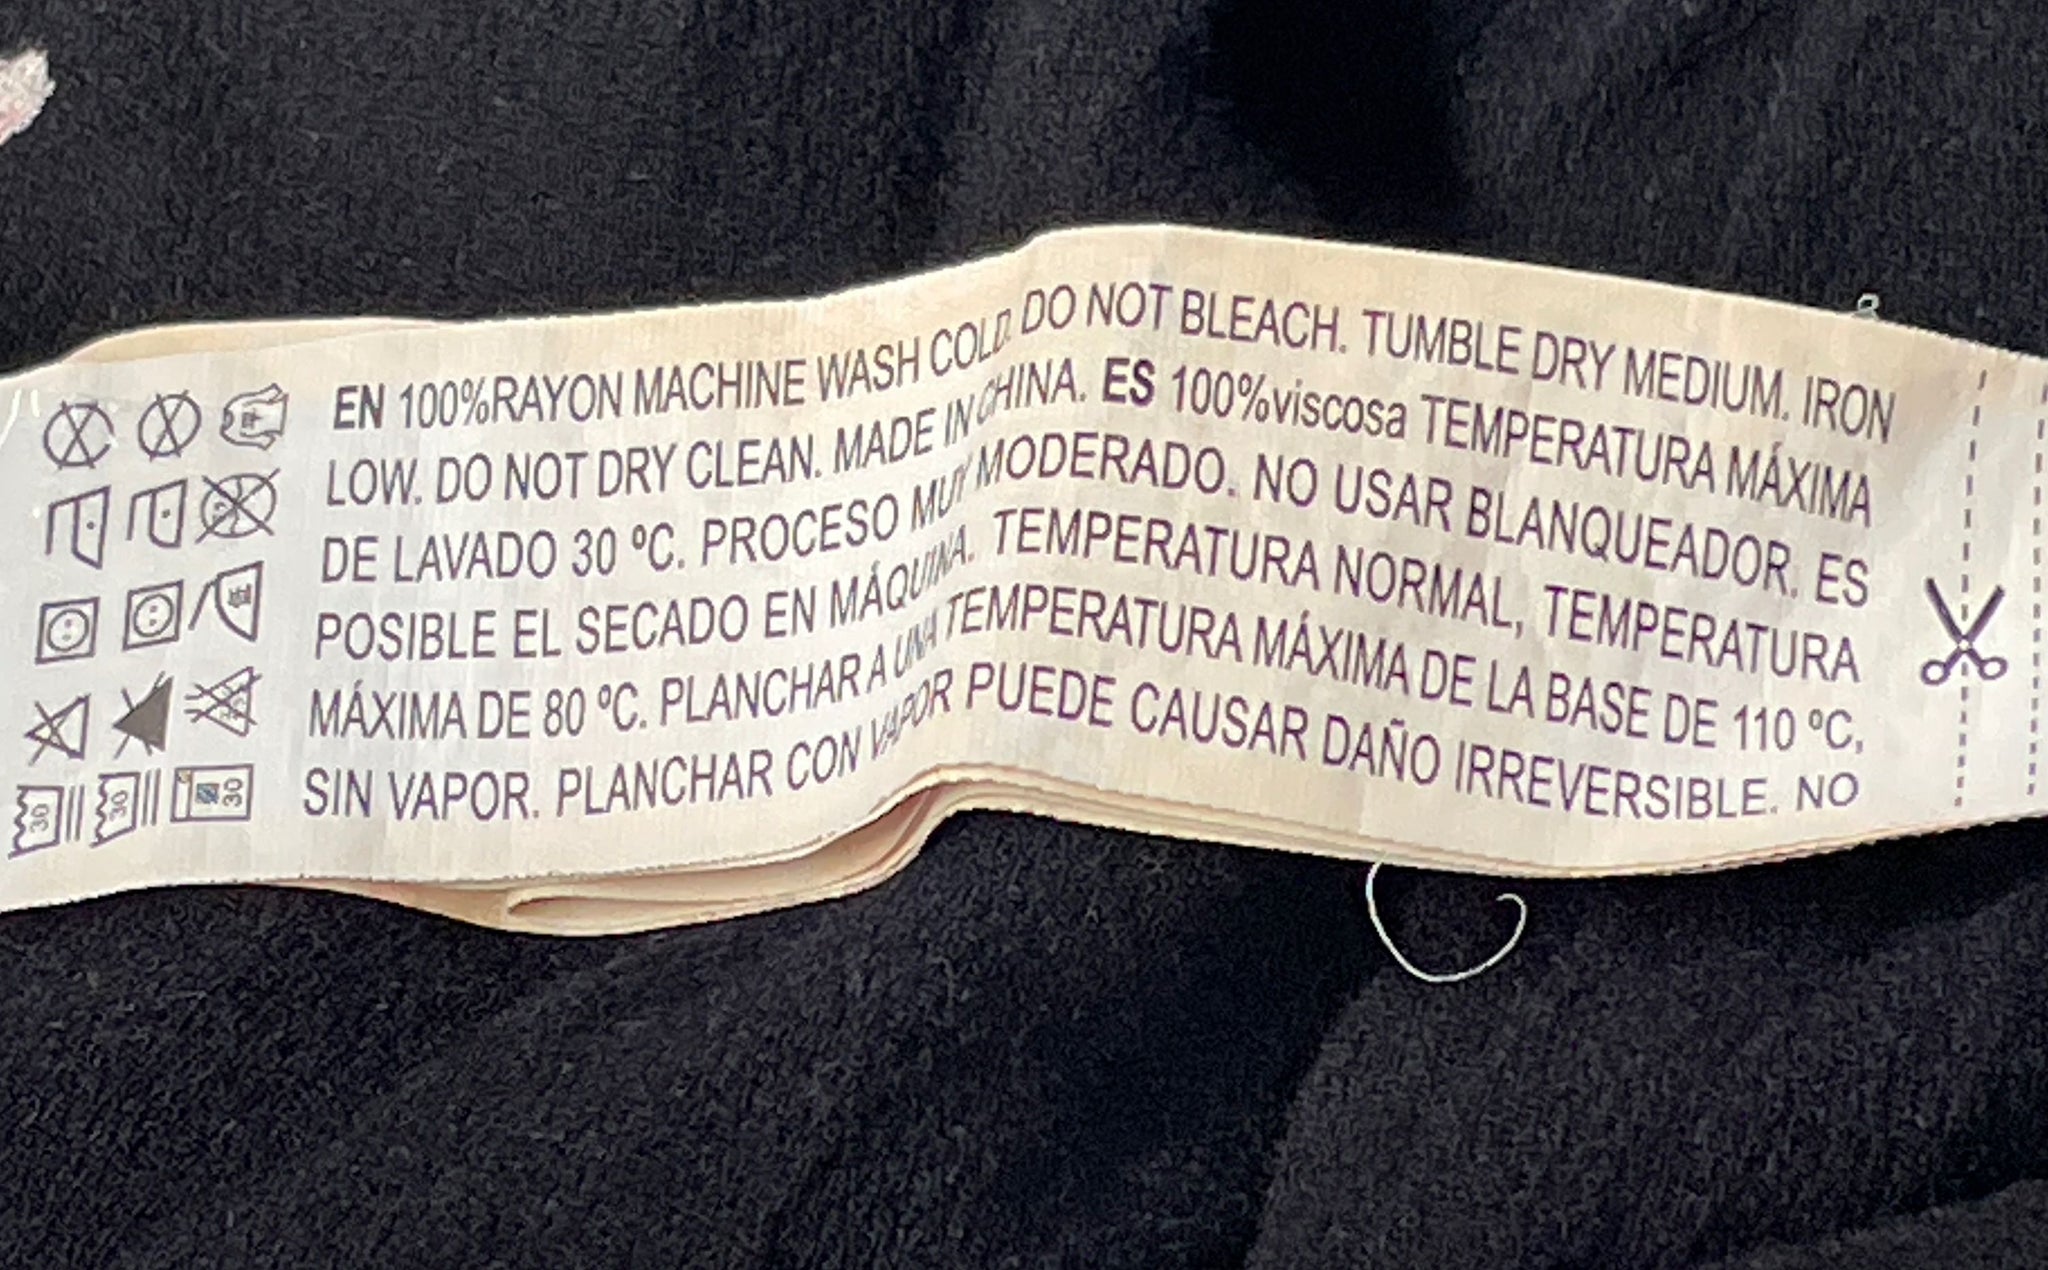 EN 100%RAYON MACHINE WASH COLD. DO NOT BLEACH. TUMBLE DRY MEDIUM. IRON
LOW. DO NOT DRY CLEAN. MADE IN CHINA. ES 100%viscosa TEMPERATURA MÁXIMA
DE LAVADO 30 ºC. PROCESO MUY MODERADO. NO USAR BLANQUEADOR. ES
POSIBLE EL SECADO EN MÁQUINA. TEMPERATURA NORMAL, TEMPERATURA
MÁXIMA DE 80 ºC. PLANCHAR A UNA TEMPERATURA MÁXIMA DE LA BASE DE 110 ºC,
SIN VAPOR. PLANCHAR CON VAPOR PUEDE CAUSAR DAÑO IRREVERSIBLE. NO
30 30 30